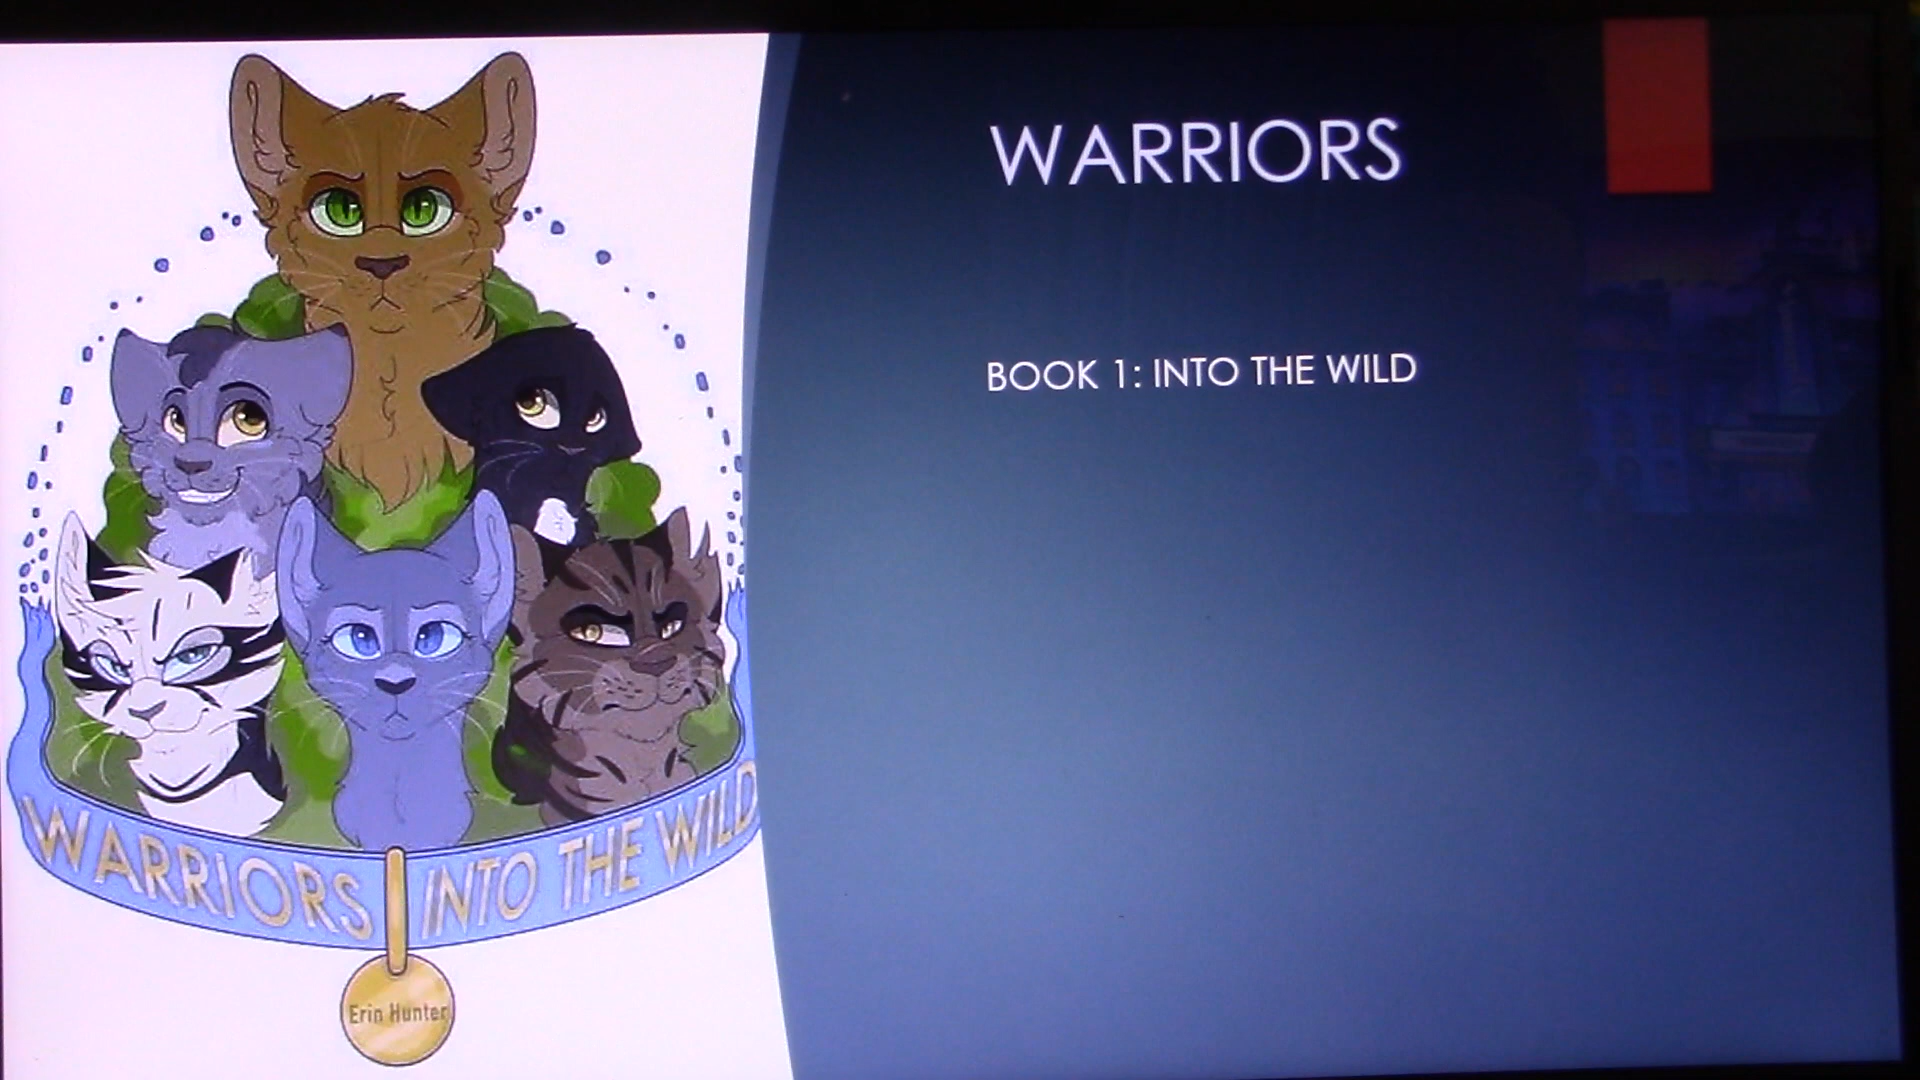 WARRIORS
BOOK 1: INTO THE WILD
WARRIORS INTO THE WILD
Erin Hunter